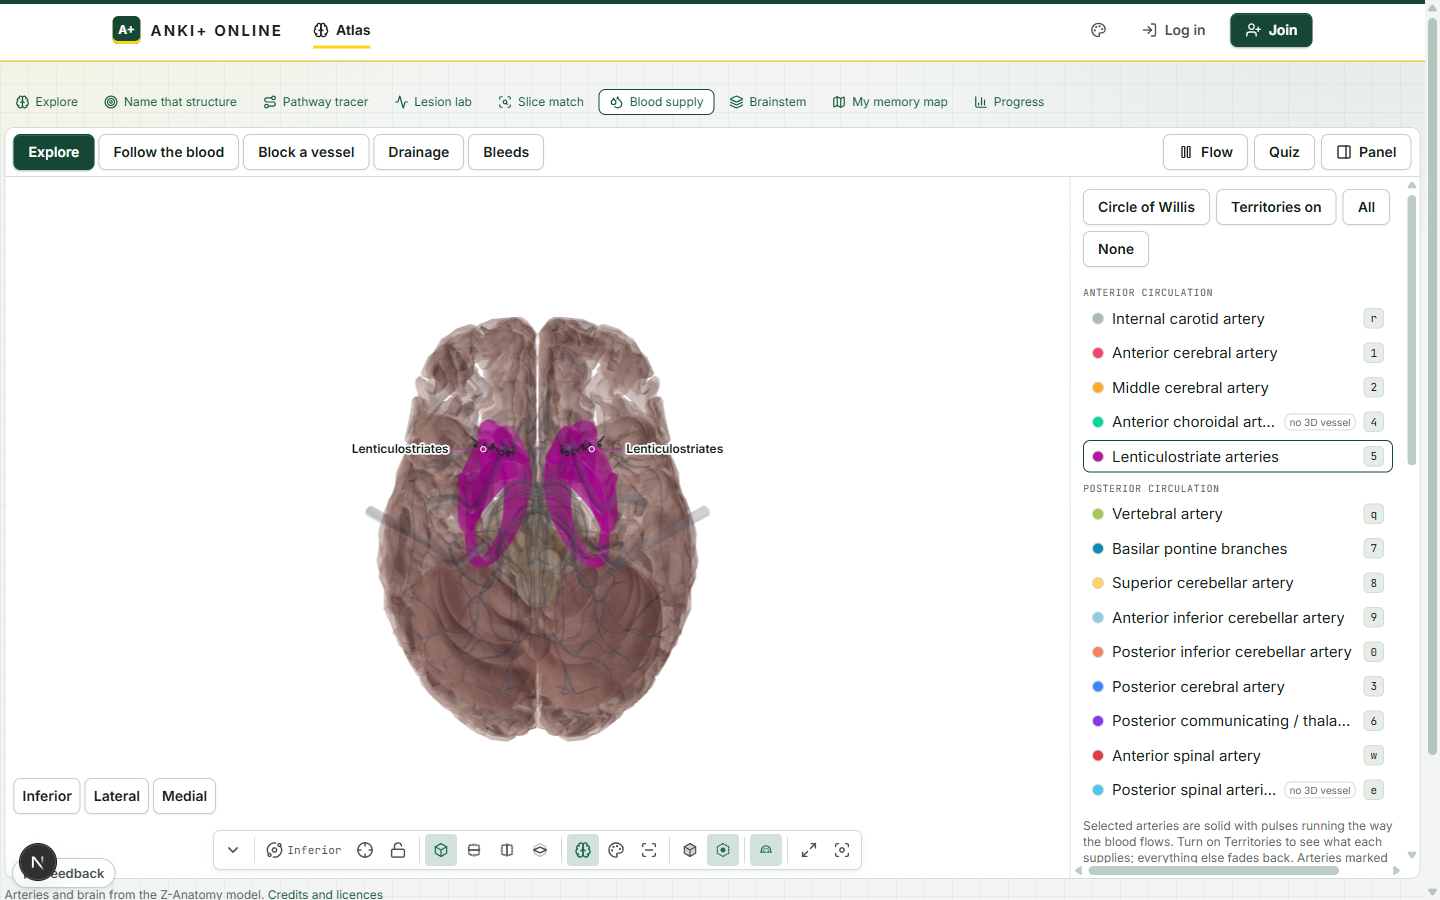 A+ ANKI+ ONLINE Atlas Log in Join
Explore Name that structure Pathway tracer Lesion lab Slice match Blood supply Brainstem My memory map Progress
Explore Follow the blood Block a vessel Drainage Bleeds Flow Quiz Panel
Circle of Willis Territories on All
None
ANTERIOR CIRCULATION
Internal carotid artery r
Anterior cerebral artery 1
Middle cerebral artery 2
Anterior choroidal art... no 3D vessel 4
Lenticulostriate arteries 5
POSTERIOR CIRCULATION
Vertebral artery q
Basilar pontine branches 7
Superior cerebellar artery 8
Anterior inferior cerebellar artery 9
Posterior inferior cerebellar artery 0
Posterior cerebral artery 3
Posterior communicating / thala... 6
Anterior spinal artery w
Posterior spinal arteri... no 3D vessel e
Selected arteries are solid with pulses running the way
the blood flows. Turn on Territories to see what each
supplies; everything else fades back. Arteries marked
Lenticulostriates Lenticulostriates
Inferior Lateral Medial
Inferior
N eedback
Arteries and brain from the Z-Anatomy model. Credits and licences